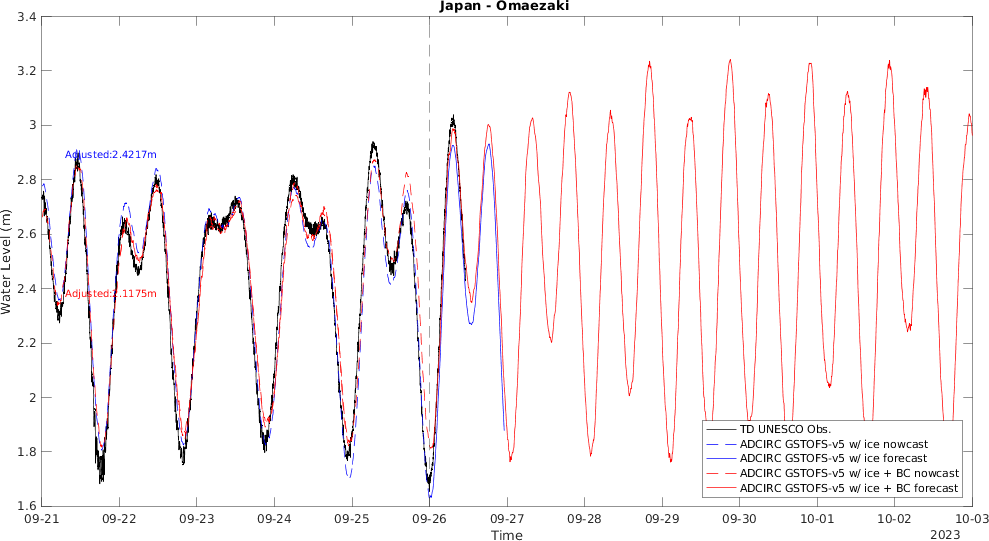 Japan - Omaezaki
3.4
3.2
3
2.8
2.6
2.4
2.2
2
1.8
1.6
Water Level (m)
Adjusted:2.4217m
Adjusted:2.1175m
TD UNESCO Obs.
ADCIRC GSTOFS-v5 w/ ice nowcast
ADCIRC GSTOFS-v5 w/ ice forecast
ADCIRC GSTOFS-v5 w/ ice + BC nowcast
ADCIRC GSTOFS-v5 w/ ice + BC forecast
09-21 09-22 09-23 09-24 09-25 09-26 09-27 09-28 09-29 09-30 10-01 10-02 10-03
Time
2023